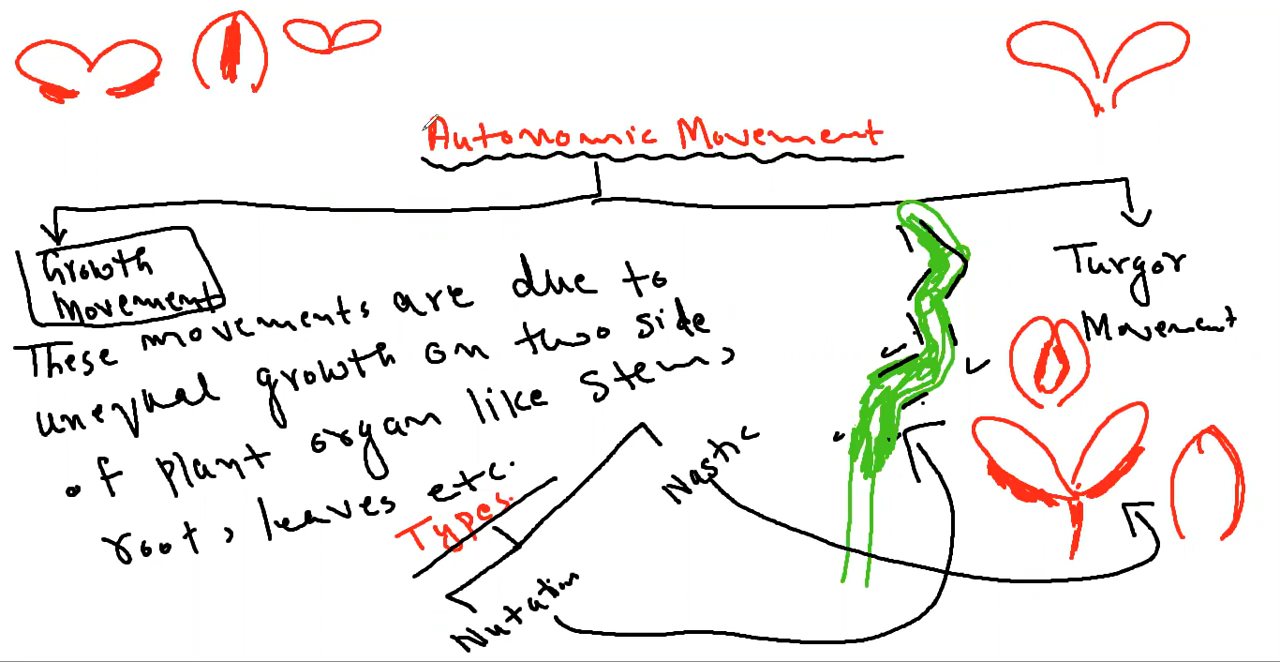 Autonomic Movement
Growth
Movement
Turgor
Movement
These movements are due to
unequal growth on two side
of plant organ like stem,
root, leaves etc.
Types.
Nastic
Nutation